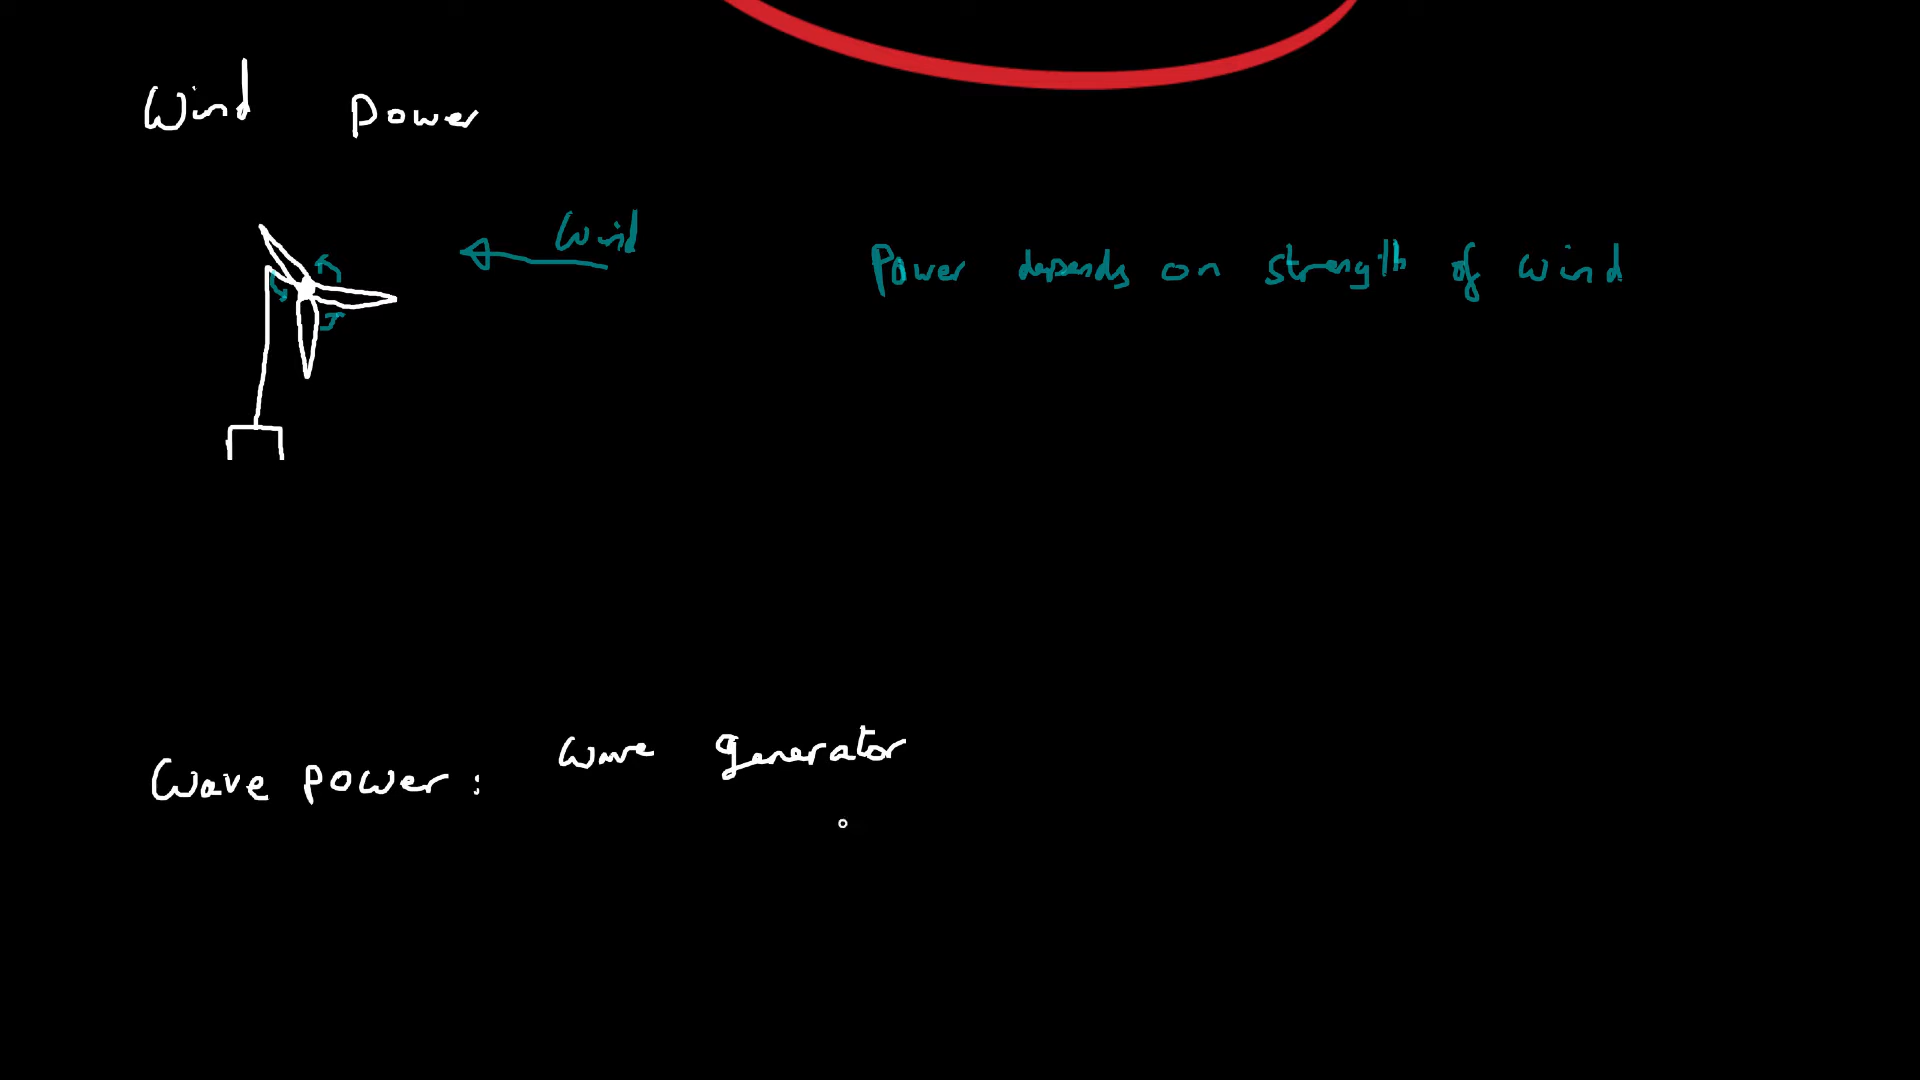 Wind Power
Wind
Power depends on strength of wind
Wave power: wave generator